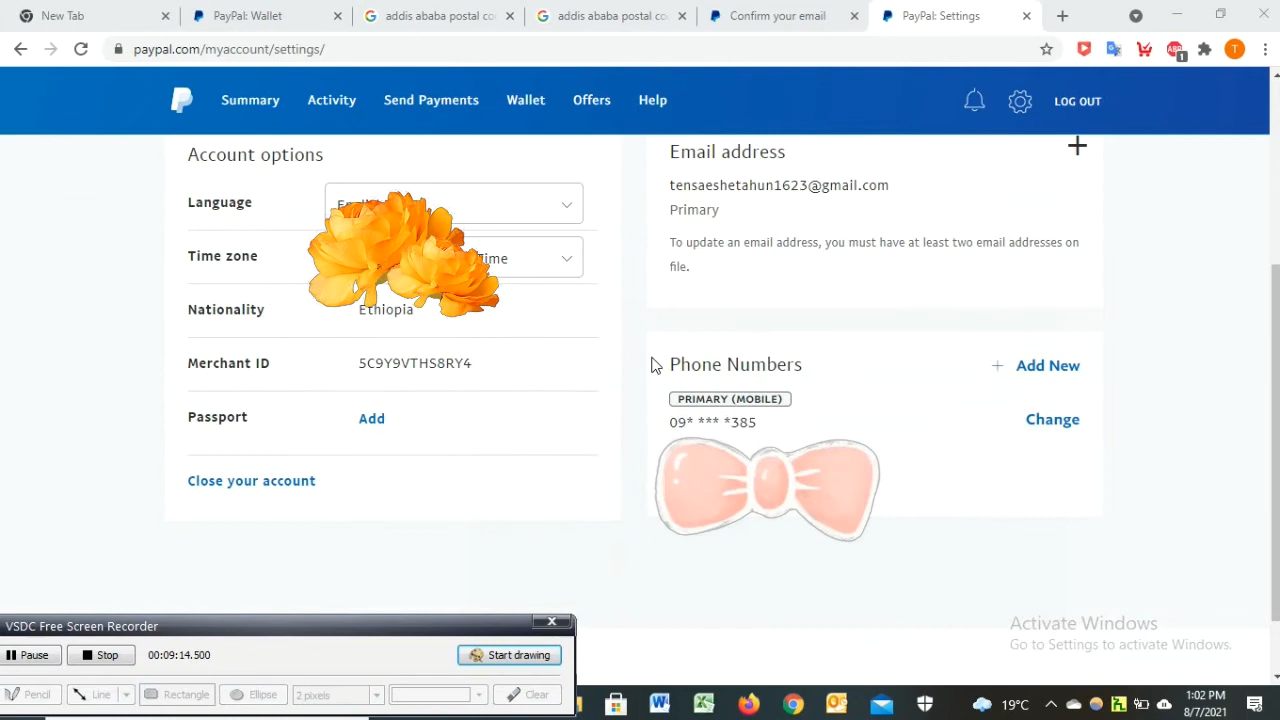 New Tab
PayPal: Wallet
addis ababa postal co
addis ababa postal co
Confirm your email
PayPal: Settings
paypal.com/myaccount/settings/
ABP
1
T
Summary
Activity
Send Payments
Wallet
Offers
Help
LOG OUT
Account options
Language
Time zone
Time
Nationality
Ethiopia
Merchant ID
5C9Y9VTHS8RY4
Passport
Add
Close your account
Email address
tensaeshetahun1623@gmail.com
Primary
To update an email address, you must have at least two email addresses on
file.
Phone Numbers
+ Add New
PRIMARY (MOBILE)
09* *** *385
Change
Activate Windows
Go to Settings to activate Windows.
VSDC Free Screen Recorder
Pause
Stop
00:09:14.500
Start drawing
Pencil
Line
Rectangle
Ellipse
2 pixels
Clear
19°C
1:02 PM
8/7/2021